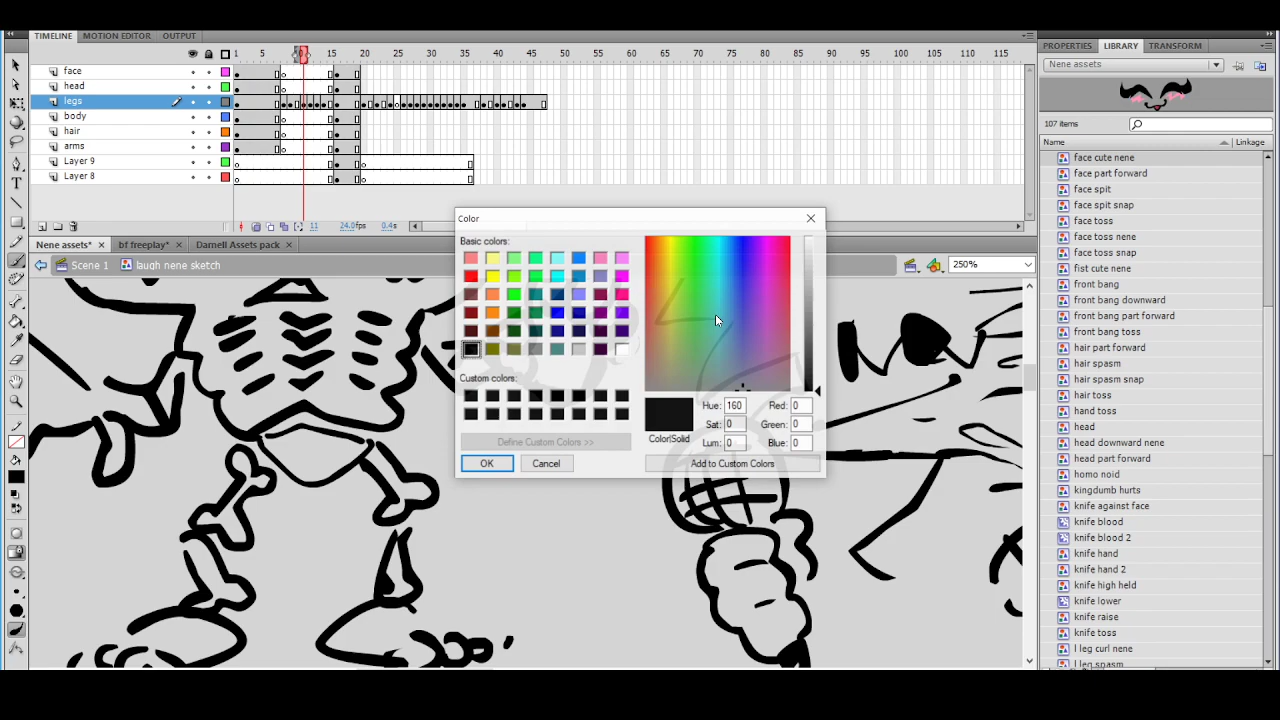 TIMELINE MOTION EDITOR OUTPUT
1 5 15 20 25 30 35 40 45 50 55 60 65 70 75 80 85 90 95 100 105 110 115
face
head
legs
body
hair
arms
Layer 9
Layer 8
11 24.0fps 0.4s
Nene assets* bf freeplay* Darnell Assets pack
Scene 1 laugh nene sketch
250%
Color
Basic colors:
Custom colors:
Define Custom Colors >>
OK Cancel
Color|Solid
Hue: 160
Sat: 0
Lum: 0
Red: 0
Green: 0
Blue: 0
Add to Custom Colors
PROPERTIES LIBRARY TRANSFORM
Nene assets
107 items
Name Linkage
face cute nene
face part forward
face spit
face spit snap
face toss
face toss nene
face toss snap
fist cute nene
front bang
front bang downward
front bang part forward
front bang toss
hair part forward
hair spasm
hair spasm snap
hair toss
hand toss
head
head downward nene
head part forward
homo noid
kingdumb hurts
knife against face
knife blood
knife blood 2
knife hand
knife hand 2
knife high held
knife lower
knife raise
knife toss
l leg curl nene
l leg spasm